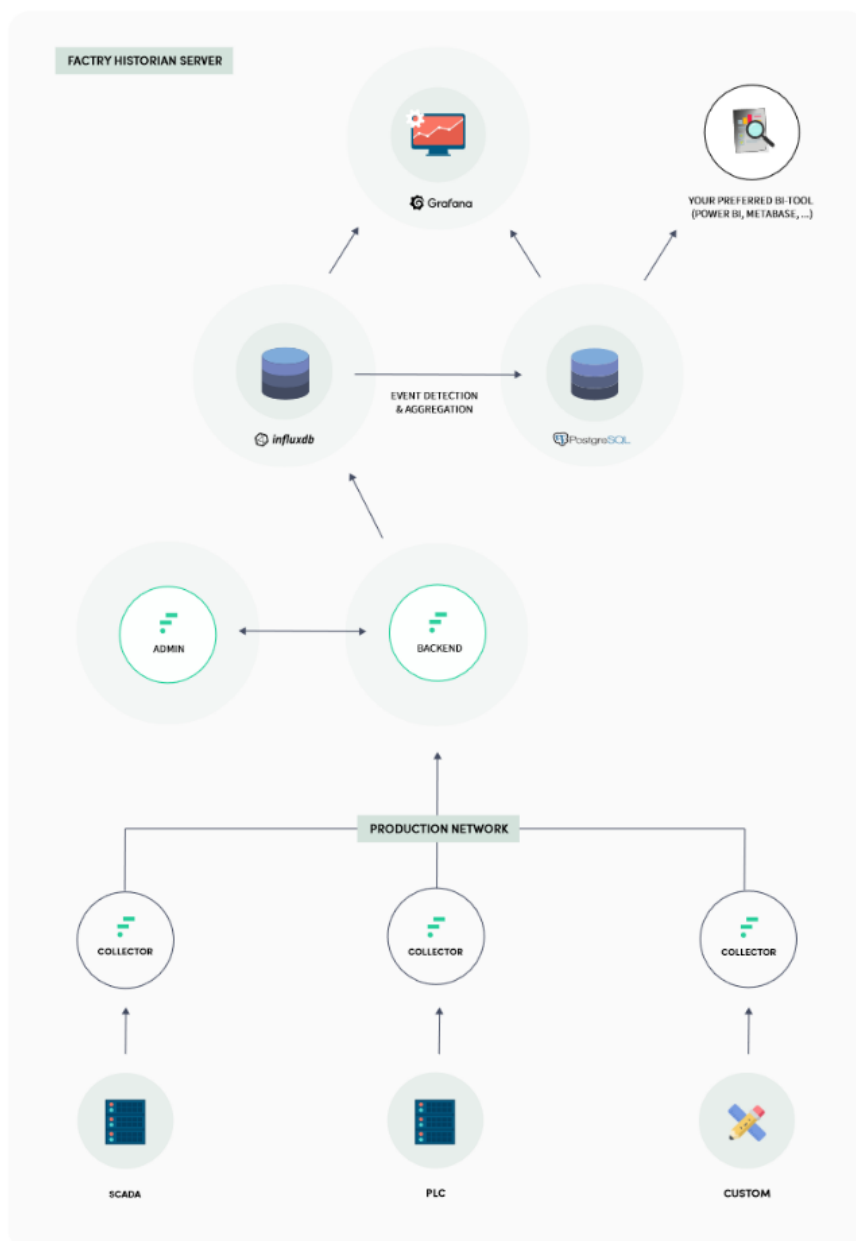 FACTRY HISTORIAN SERVER
Grafana
YOUR PREFERRED BI-TOOL
(POWER BI, METABASE, ...)
EVENT DETECTION
& AGGREGATION
influxdb
PostgreSQL
ADMIN
BACKEND
PRODUCTION NETWORK
COLLECTOR
COLLECTOR
COLLECTOR
SCADA
PLC
CUSTOM